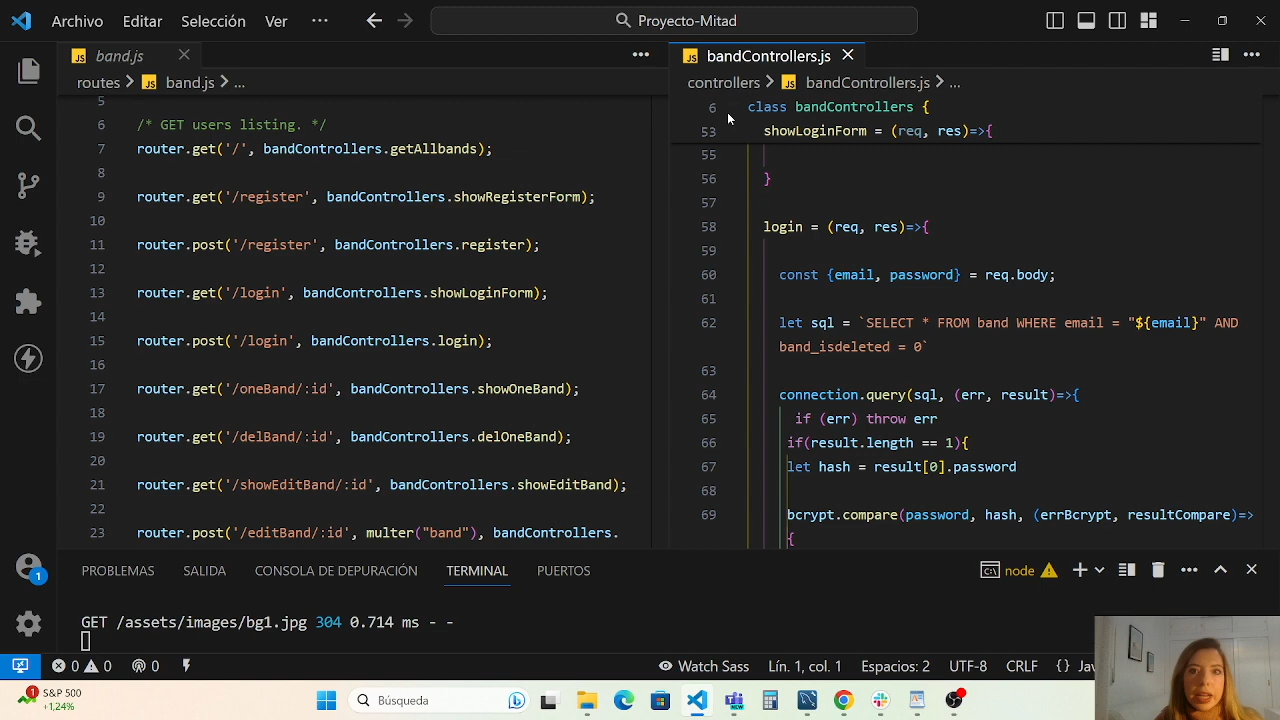 Archivo Editar Selección Ver ··· Proyecto-Mitad
JS band.js ···
routes > JS band.js > ...
5
6 /* GET users listing. */
7 router.get('/', bandControllers.getAllbands);
8
9 router.get('/register', bandControllers.showRegisterForm);
10
11 router.post('/register', bandControllers.register);
12
13 router.get('/login', bandControllers.showLoginForm);
14
15 router.post('/login', bandControllers.login);
16
17 router.get('/oneBand/:id', bandControllers.showOneBand);
18
19 router.get('/delBand/:id', bandControllers.delOneBand);
20
21 router.get('/showEditBand/:id', bandControllers.showEditBand);
22
23 router.post('/editBand/:id', multer("band"), bandControllers.
JS bandControllers.js ···
controllers > JS bandControllers.js > ...
6 class bandControllers {
53 showLoginForm = (req, res)=>{
55
56 }
57
58 login = (req, res)=>{
59
60 const {email, password} = req.body;
61
62 let sql = `SELECT * FROM band WHERE email = "${email}" AND
band_isdeleted = 0`
63
64 connection.query(sql, (err, result)=>{
65 if (err) throw err
66 if(result.length == 1){
67 let hash = result[0].password
68
69 bcrypt.compare(password, hash, (errBcrypt, resultCompare)=>
{
PROBLEMAS SALIDA CONSOLA DE DEPURACIÓN TERMINAL PUERTOS node
GET /assets/images/bg1.jpg 304 0.714 ms - -
1
0 0 0 Watch Sass Lín. 1, col. 1 Espacios: 2 UTF-8 CRLF {}
1 S&P 500
+1,24%
Búsqueda